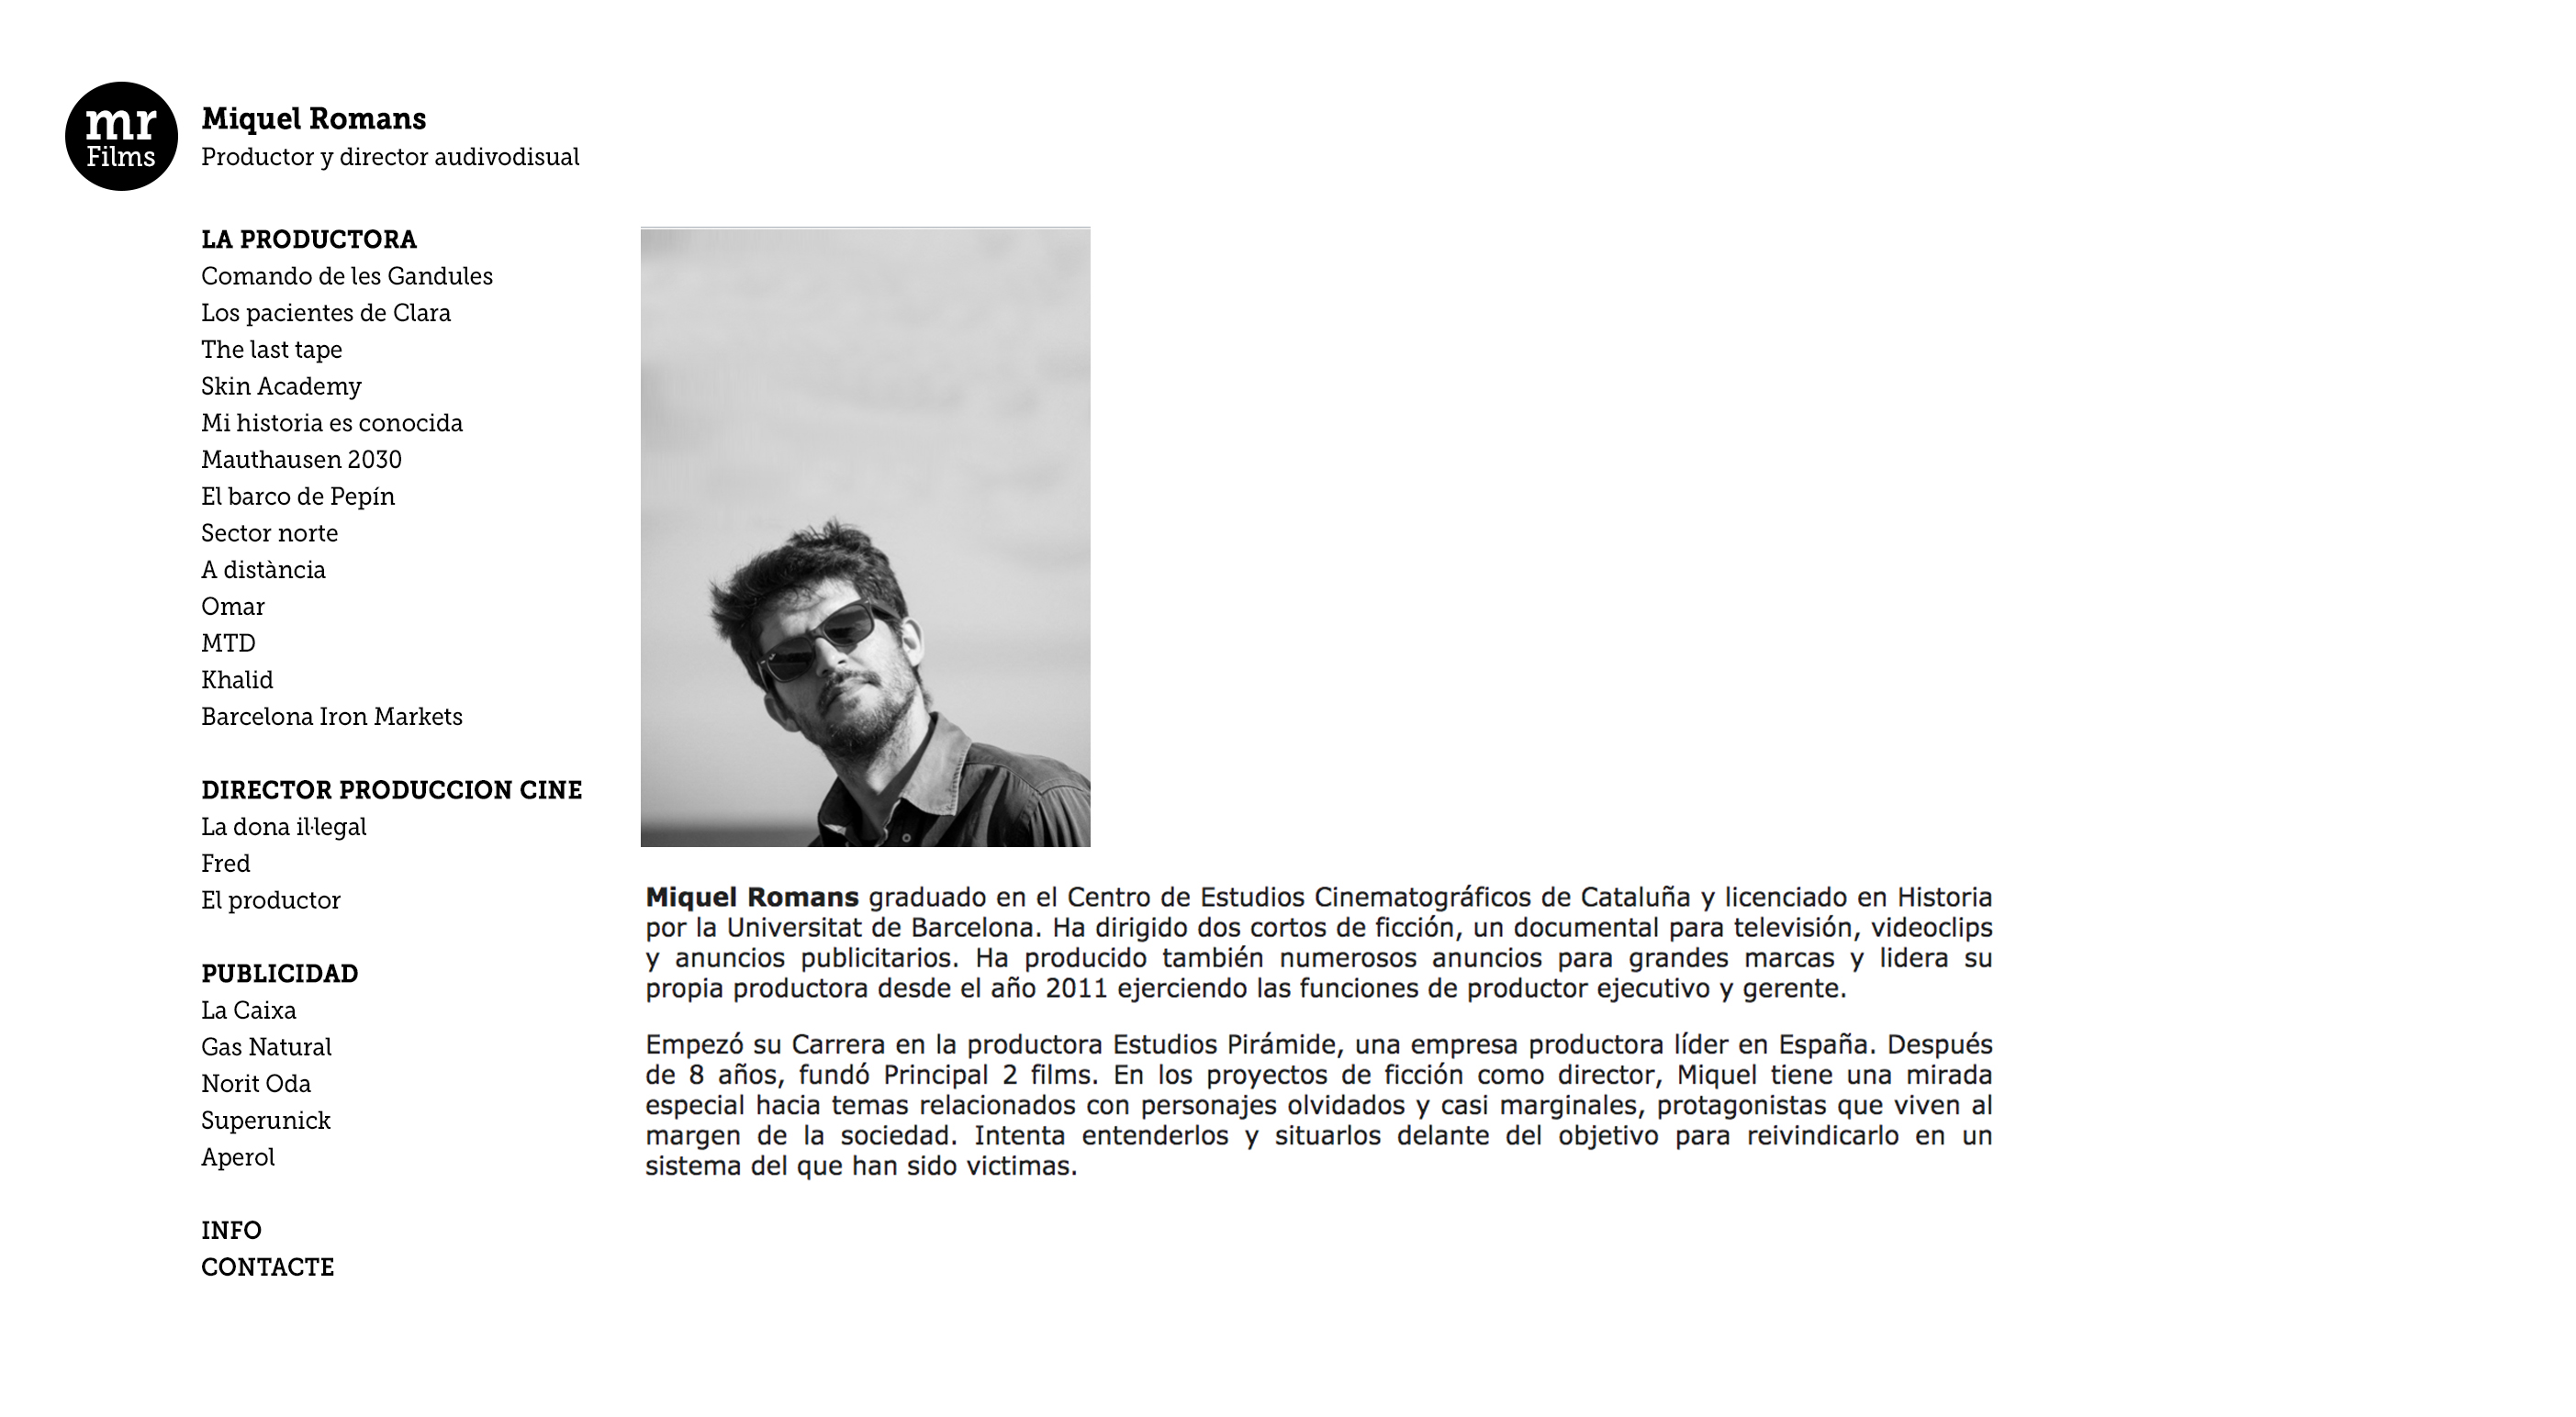 mr
Films
Miquel Romans
Productor y director audivodisual
LA PRODUCTORA
Comando de les Gandules
Los pacientes de Clara
The last tape
Skin Academy
Mi historia es conocida
Mauthausen 2030
El barco de Pepín
Sector norte
A distància
Omar
MTD
Khalid
Barcelona Iron Markets
DIRECTOR PRODUCCION CINE
La dona il·legal
Fred
El productor
PUBLICIDAD
La Caixa
Gas Natural
Norit Oda
Superunick
Aperol
INFO
CONTACTE
Miquel Romans graduado en el Centro de Estudios Cinematográficos de Cataluña y licenciado en Historia
por la Universitat de Barcelona. Ha dirigido dos cortos de ficción, un documental para televisión, videoclips
y anuncios publicitarios. Ha producido también numerosos anuncios para grandes marcas y lidera su
propia productora desde el año 2011 ejerciendo las funciones de productor ejecutivo y gerente.
Empezó su Carrera en la productora Estudios Pirámide, una empresa productora líder en España. Después
de 8 años, fundó Principal 2 films. En los proyectos de ficción como director, Miquel tiene una mirada
especial hacia temas relacionados con personajes olvidados y casi marginales, protagonistas que viven al
margen de la sociedad. Intenta entenderlos y situarlos delante del objetivo para reivindicarlo en un
sistema del que han sido victimas.